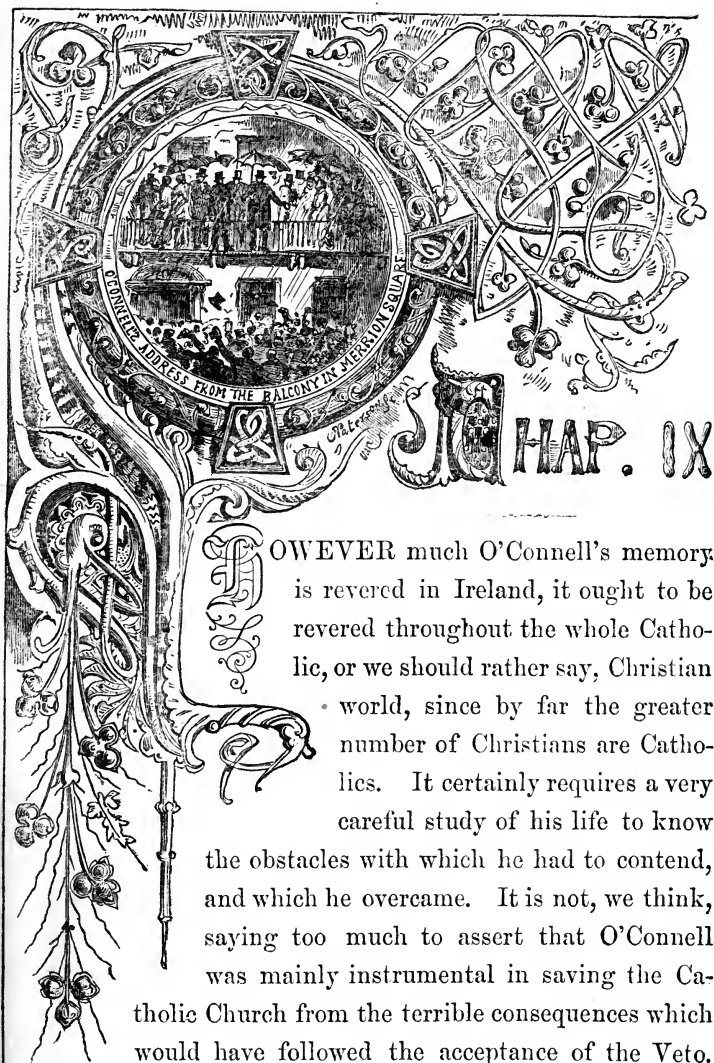 O'CONNELL'S ADDRESS FROM THE BALCONY IN MERRION SQUARE
CHAP. IX
HOWEVER much O'Connell's memory
is revered in Ireland, it ought to be
revered throughout the whole Catho-
lic, or we should rather say, Christian
world, since by far the greater
number of Christians are Catho-
lics. It certainly requires a very
careful study of his life to know
the obstacles with which he had to contend,
and which he overcame. It is not, we think,
saying too much to assert that O'Connell
was mainly instrumental in saving the Ca-
tholic Church from the terrible consequences which
would have followed the acceptance of the Veto.